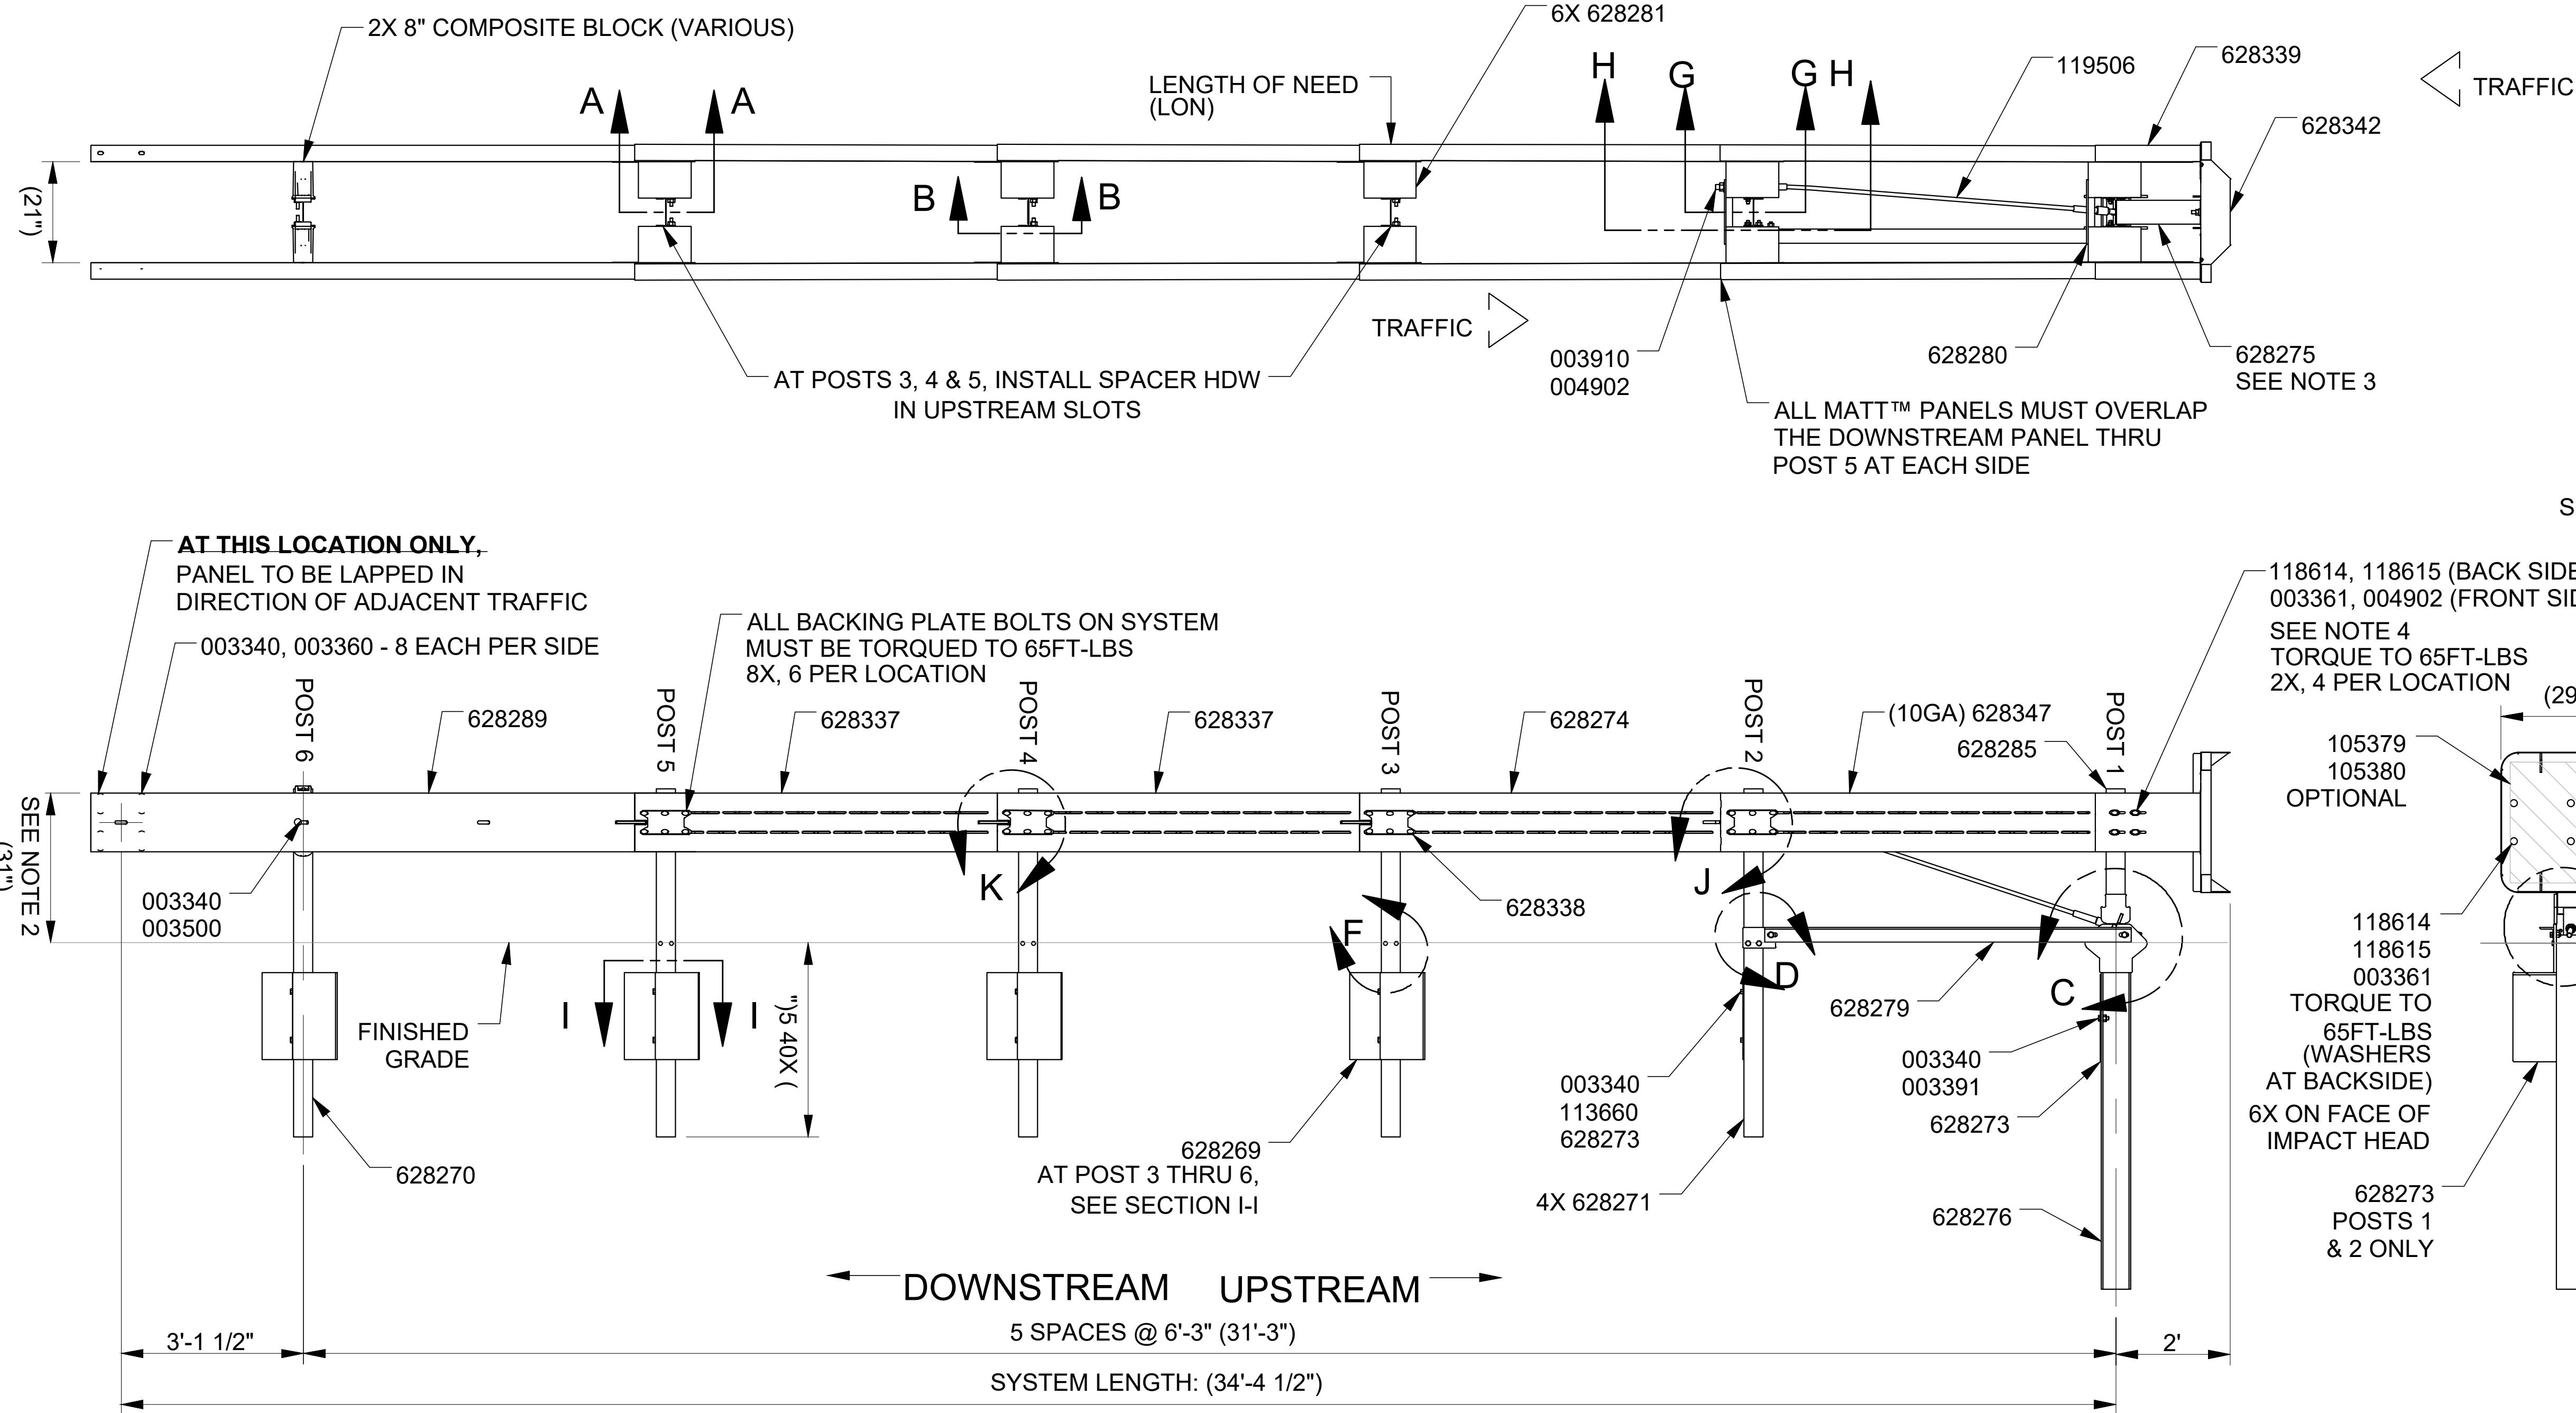 2X 8" COMPOSITE BLOCK (VARIOUS)
6X 628281
LENGTH OF NEED
(LON)
A
A
B
B
H
G
G
H
119506
628339
TRAFFIC
628342
(21")
AT POSTS 3, 4 & 5, INSTALL SPACER HDW
IN UPSTREAM SLOTS
TRAFFIC
003910
004902
628280
628275
SEE NOTE 3
ALL MATT™ PANELS MUST OVERLAP
THE DOWNSTREAM PANEL THRU
POST 5 AT EACH SIDE
S
AT THIS LOCATION ONLY,
PANEL TO BE LAPPED IN
DIRECTION OF ADJACENT TRAFFIC
003340, 003360 - 8 EACH PER SIDE
ALL BACKING PLATE BOLTS ON SYSTEM
MUST BE TORQUED TO 65FT-LBS
8X, 6 PER LOCATION
118614, 118615 (BACK SIDE
003361, 004902 (FRONT SID
SEE NOTE 4
TORQUE TO 65FT-LBS
2X, 4 PER LOCATION
(29
POST 6
628289
POST 5
628337
POST 4
628337
POST 3
628274
POST 2
(10GA) 628347
628285
POST 1
105379
105380
OPTIONAL
SEE NOTE 2
(31")
003340
003500
K
J
F
D
C
628338
I
I
FINISHED
GRADE
")5 40X (
628279
118614
118615
003361
TORQUE TO
65FT-LBS
(WASHERS
AT BACKSIDE)
6X ON FACE OF
IMPACT HEAD
003340
113660
628273
003340
003391
628273
628270
628269
AT POST 3 THRU 6,
SEE SECTION I-I
4X 628271
628276
628273
POSTS 1
& 2 ONLY
DOWNSTREAM
UPSTREAM
3'-1 1/2"
5 SPACES @ 6'-3" (31'-3")
2'
SYSTEM LENGTH: (34'-4 1/2")